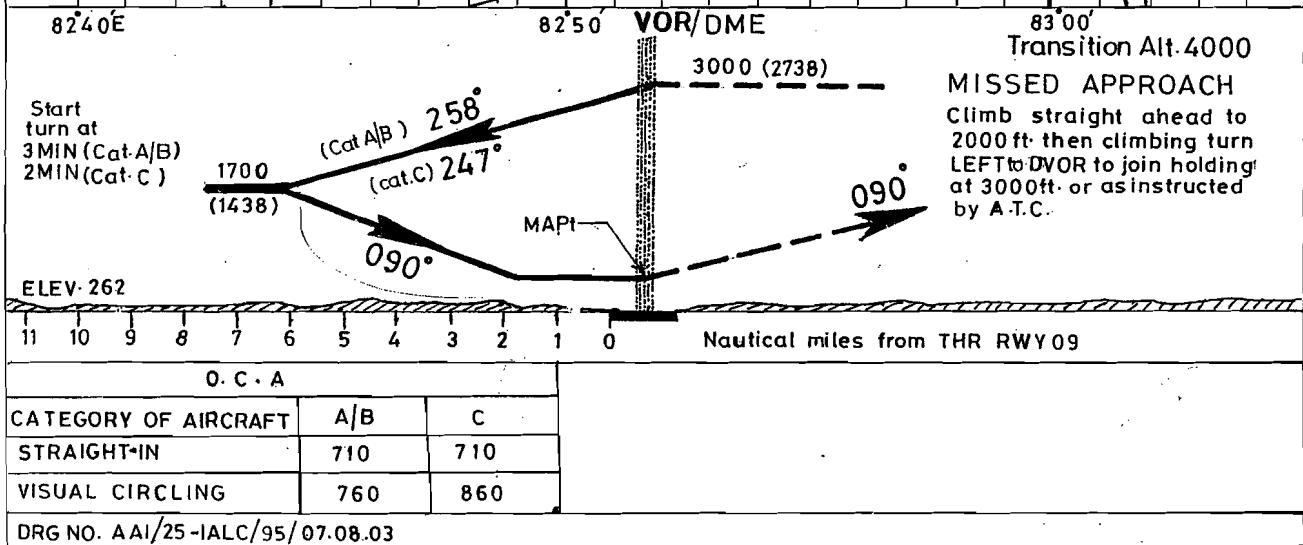 82°40'E 82°50' VOR/DME 83°00'
Transition Alt. 4000
3000 (2738)
MISSED APPROACH
Climb straight ahead to
2000 ft. then climbing turn
LEFT to DVOR to join holding
at 3000ft. or as instructed
by A.T.C.
Start
turn at
3MIN (Cat. A/B)
2MIN (Cat. C)
(Cat A/B) 258°
(cat. C) 247°
1700
(1438)
090°
MAPt
090°
ELEV. 262
11 10 9 8 7 6 5 4 3 2 1 0 Nautical miles from THR RWY 09
O. C. A
CATEGORY OF AIRCRAFT A/B C
STRAIGHT-IN 710 710
VISUAL CIRCLING 760 860
DRG NO. AAI/25-IALC/95/07.08.03